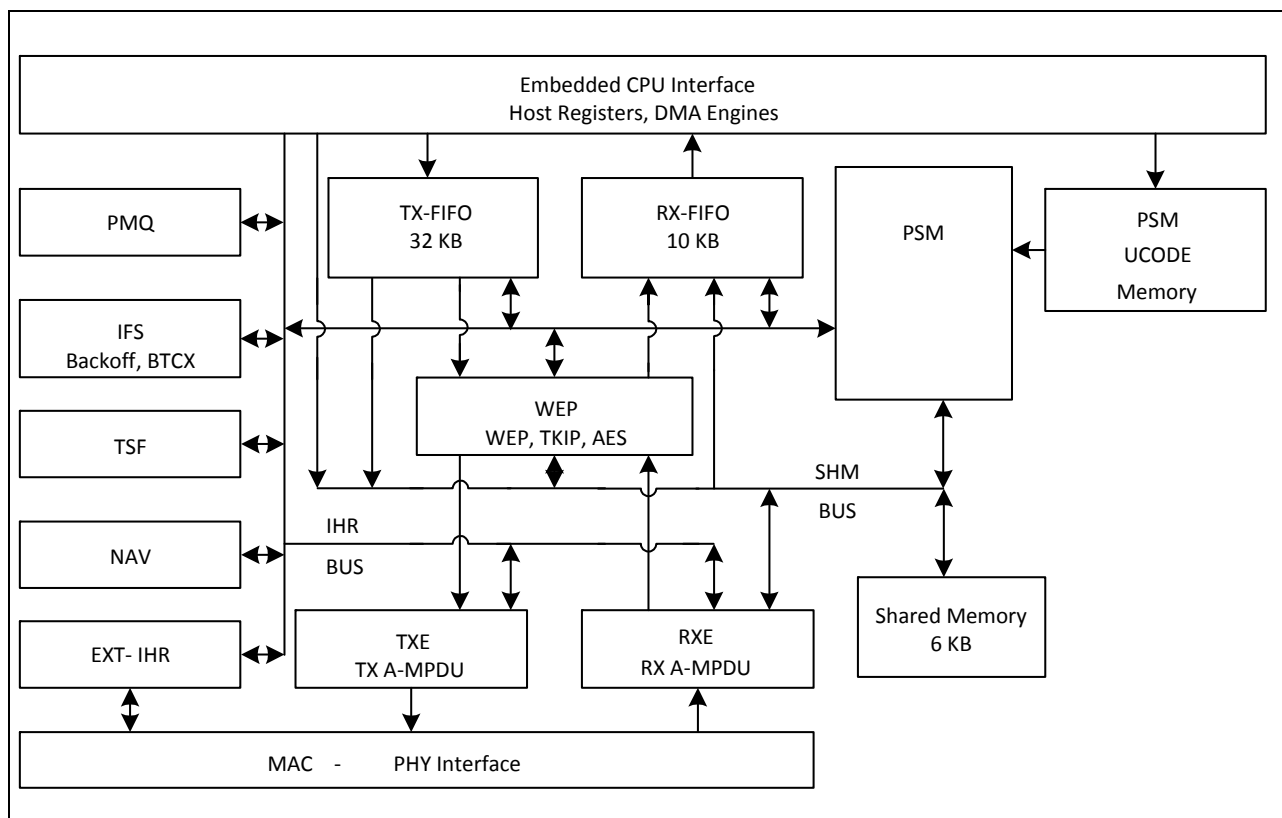 Embedded CPU Interface
Host Registers, DMA Engines
PMQ
TX-FIFO
32 KB
RX-FIFO
10 KB
PSM
PSM
UCODE
Memory
IFS
Backoff, BTCX
WEP
WEP, TKIP, AES
TSF
SHM
BUS
IHR
BUS
NAV
Shared Memory
6 KB
EXT- IHR
TXE
TX A-MPDU
RXE
RX A-MPDU
MAC - PHY Interface